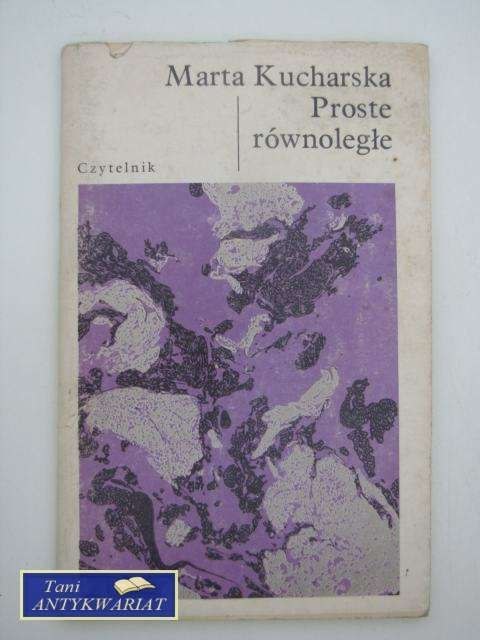 Marta Kucharska
Proste
równoległe
Czytelnik
Tani
ANTYKWARIAT